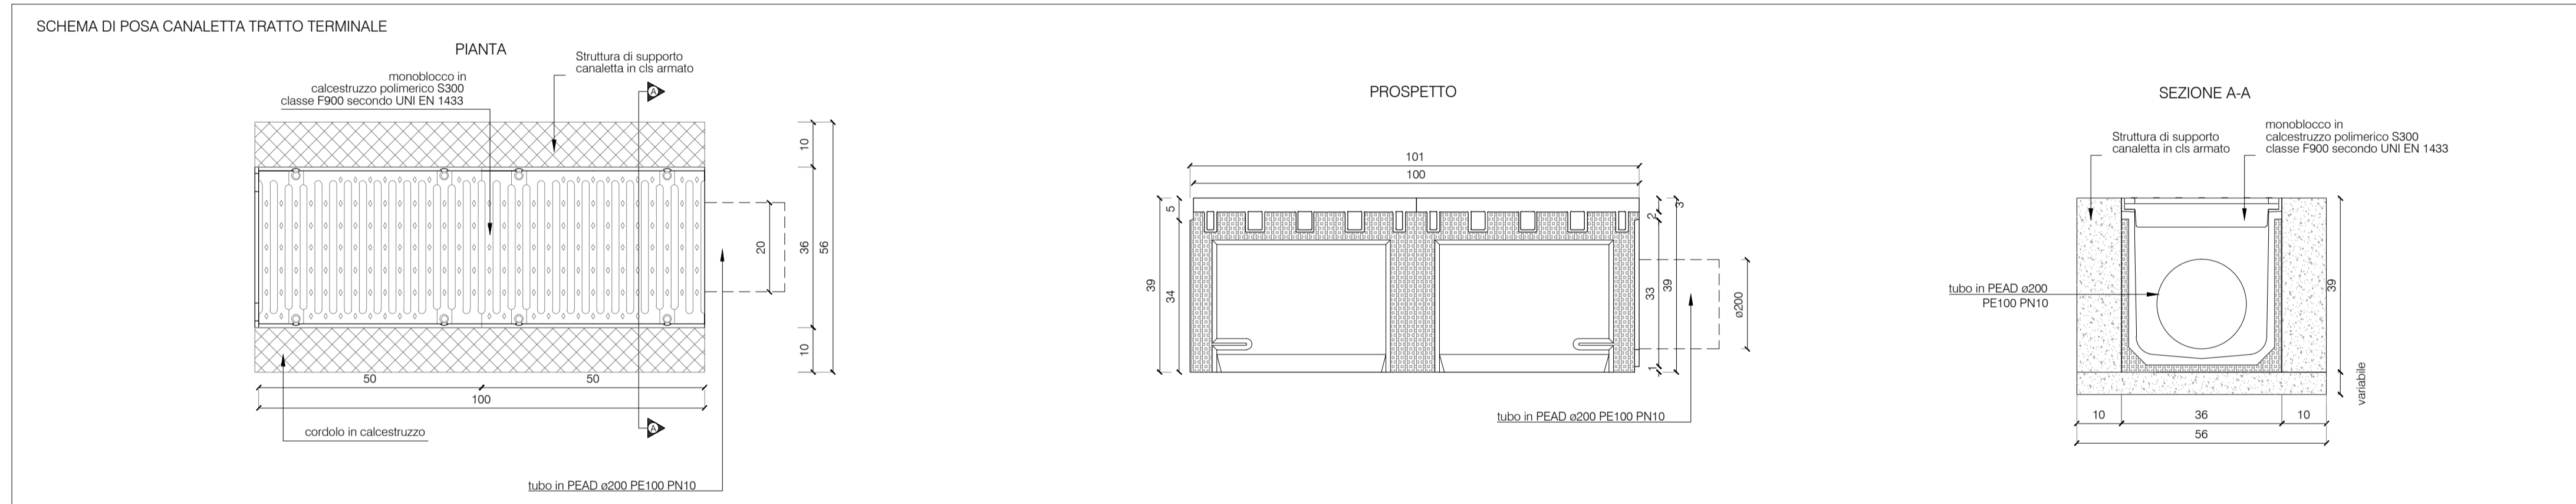 SCHEMA DI POSA CANALETTA TRATTO TERMINALE
PIANTA
Struttura di supporto
canaletta in cls armato
monoblocco in
calcestruzzo polimerico S300
classe F900 secondo UNI EN 1433
A
10
20
36
56
10
50
50
100
A
cordolo in calcestruzzo
tubo in PEAD ø200 PE100 PN10
PROSPETTO
101
100
5
39
34
2
3
33
39
1
ø200
tubo in PEAD ø200 PE100 PN10
SEZIONE A-A
Struttura di supporto
canaletta in cls armato
monoblocco in
calcestruzzo polimerico S300
classe F900 secondo UNI EN 1433
tubo in PEAD ø200
PE100 PN10
39
variabile
10
36
10
56